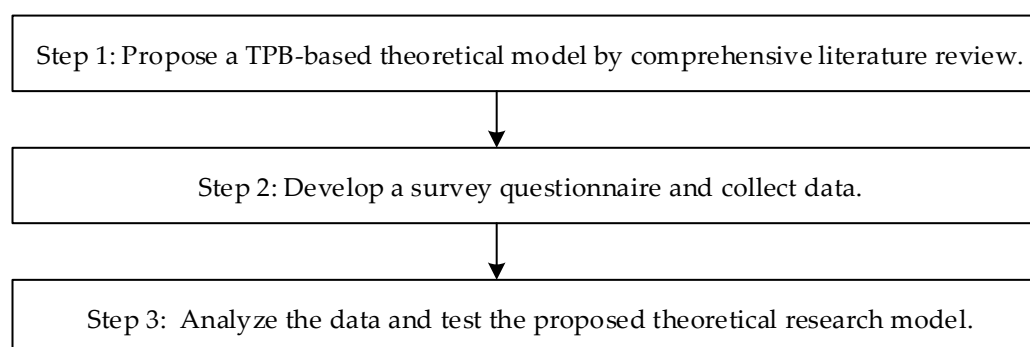 Step 1: Propose a TPB-based theoretical model by comprehensive literature review.
Step 2: Develop a survey questionnaire and collect data.
Step 3: Analyze the data and test the proposed theoretical research model.